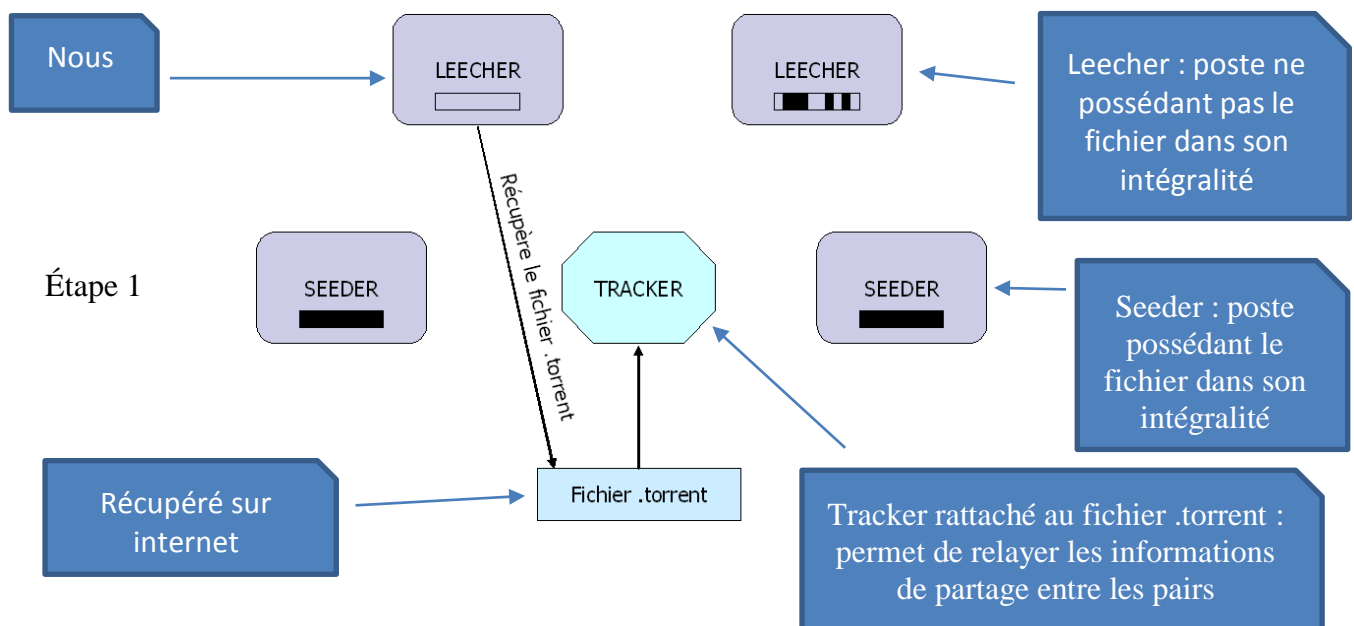 Nous
LEECHER
LEECHER
Leecher : poste ne
possédant pas le
fichier dans son
intégralité
Récupère le fichier .torrent
Étape 1
SEEDER
TRACKER
SEEDER
Seeder : poste
possédant le
fichier dans son
intégralité
Récupéré sur
internet
Fichier .torrent
Tracker rattaché au fichier .torrent :
permet de relayer les informations
de partage entre les pairs